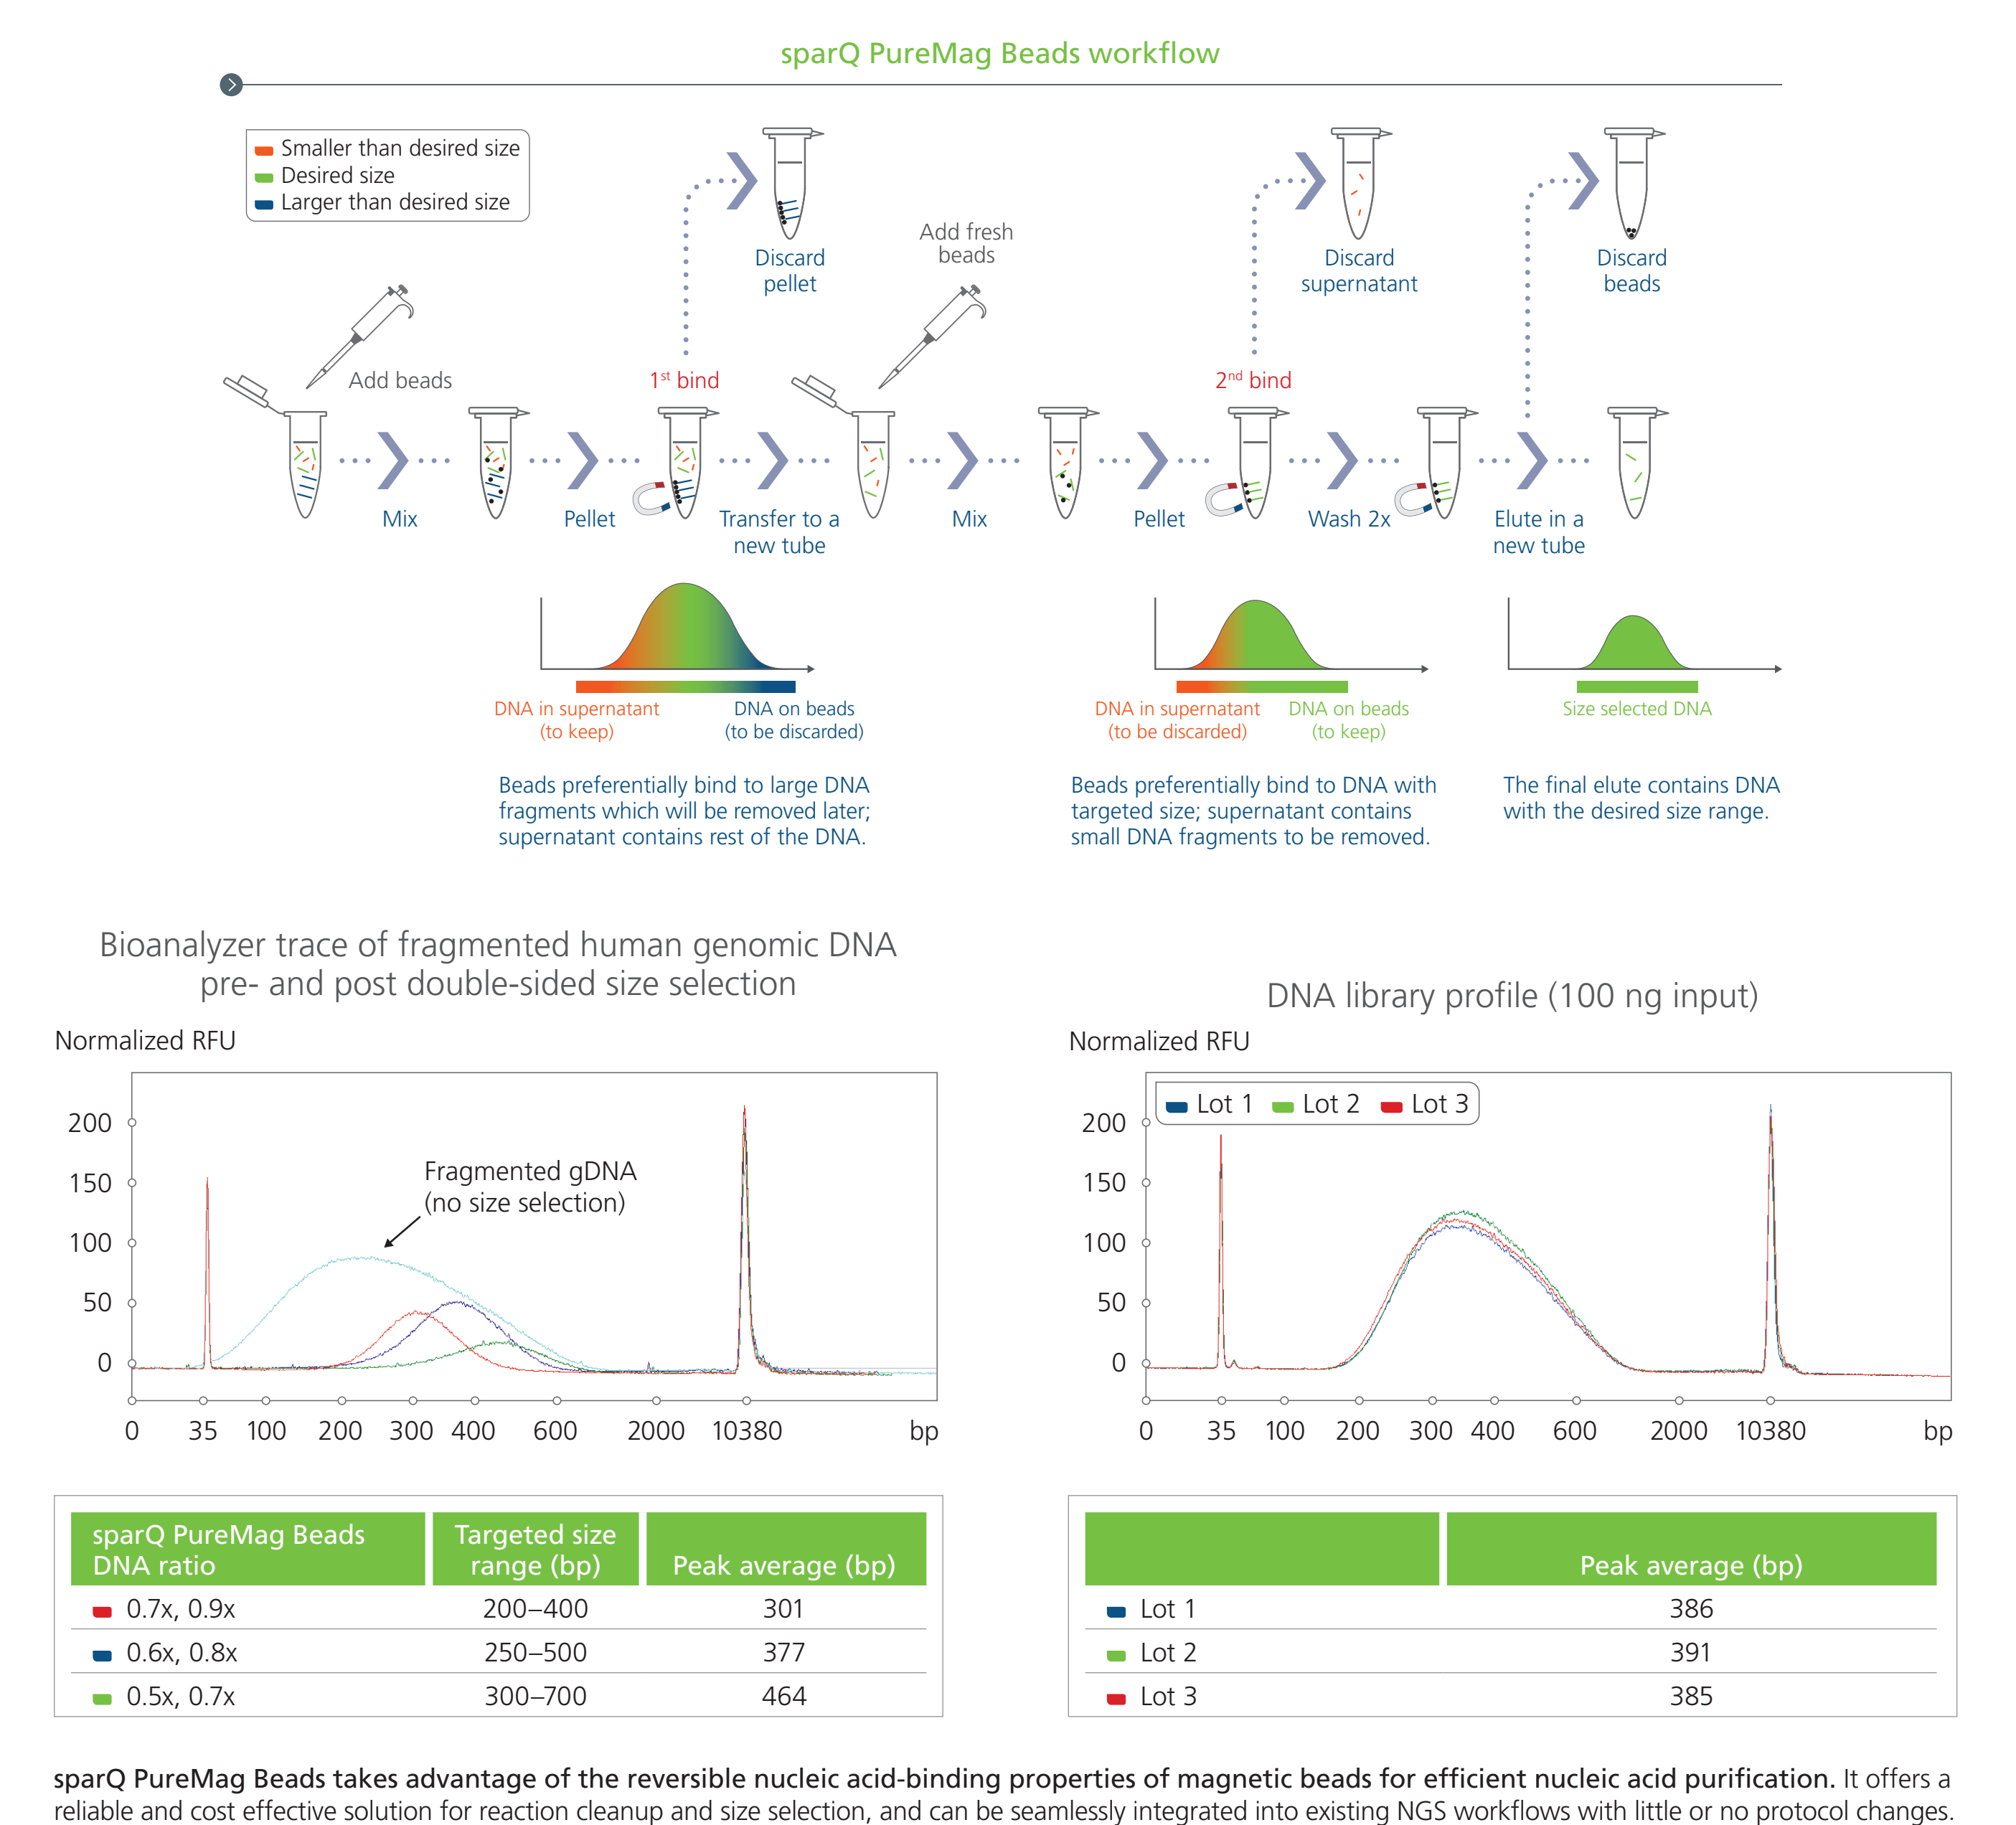 sparQ PureMag Beads workflow
Smaller than desired size
Desired size
Larger than desired size
Discard
pellet
Add fresh
beads
Discard
supernatant
Discard
beads
Add beads
1st bind
2nd bind
Mix
Pellet
Transfer to a
new tube
Mix
Pellet
Wash 2x
Elute in a
new tube
DNA in supernatant
(to keep)
DNA on beads
(to be discarded)
DNA in supernatant
(to be discarded)
DNA on beads
(to keep)
Size selected DNA
Beads preferentially bind to large DNA
fragments which will be removed later;
supernatant contains rest of the DNA.
Beads preferentially bind to DNA with
targeted size; supernatant contains
small DNA fragments to be removed.
The final elute contains DNA
with the desired size range.
Bioanalyzer trace of fragmented human genomic DNA
pre- and post double-sided size selection
Normalized RFU
200
150
100
50
0
Fragmented gDNA
(no size selection)
0 35 100 200 300 400 600 2000 10380 bp
DNA library profile (100 ng input)
Normalized RFU
Lot 1 Lot 2 Lot 3
200
150
100
50
0
0 35 100 200 300 400 600 2000 10380 bp
sparQ PureMag Beads
DNA ratio
Targeted size
range (bp)
Peak average (bp)
0.7x, 0.9x 200–400 301
0.6x, 0.8x 250–500 377
0.5x, 0.7x 300–700 464
Peak average (bp)
Lot 1 386
Lot 2 391
Lot 3 385
sparQ PureMag Beads takes advantage of the reversible nucleic acid-binding properties of magnetic beads for efficient nucleic acid purification. It offers a
reliable and cost effective solution for reaction cleanup and size selection, and can be seamlessly integrated into existing NGS workflows with little or no protocol changes.